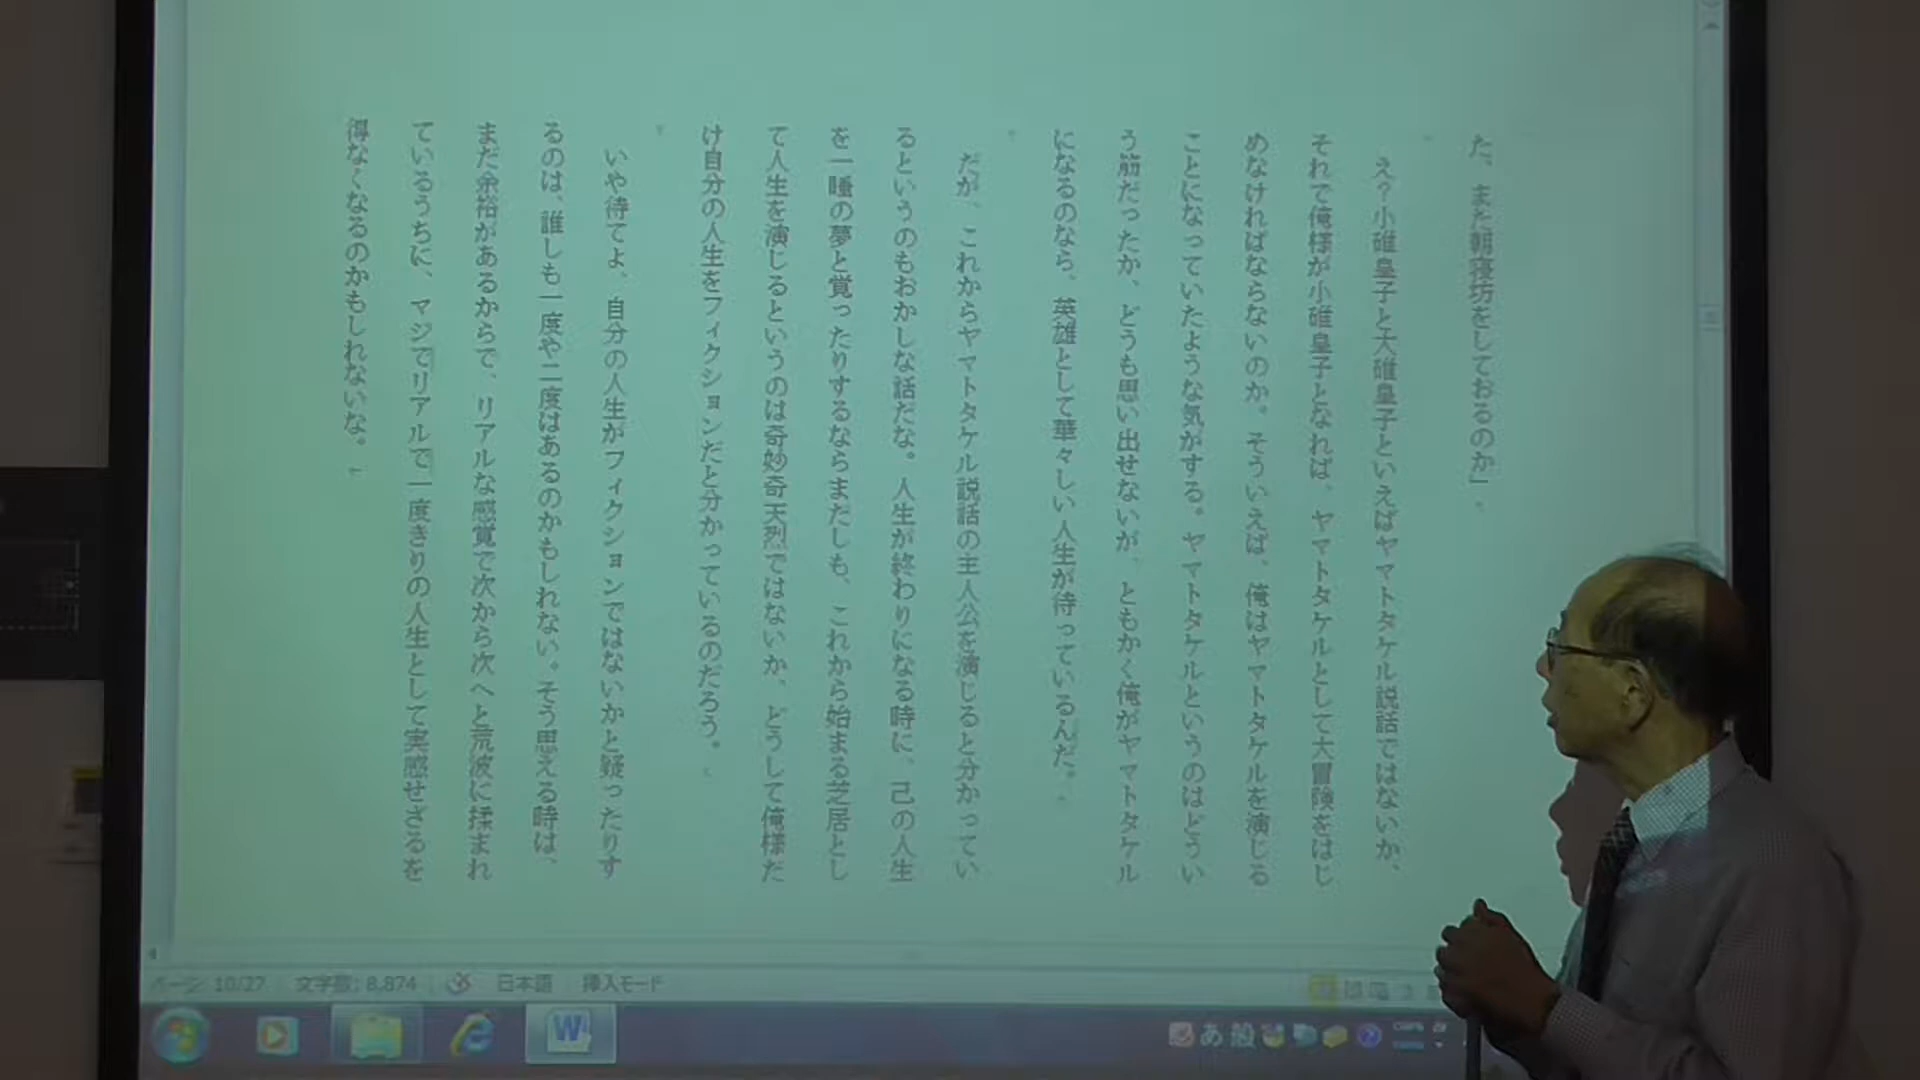 た、また朝寝坊をしておるのか」
え？小碓皇子と大碓皇子といえばヤマトタケル説話ではないか、
それで俺様が小碓皇子となれば、ヤマトタケルとして大冒険をはじ
めなければならないのか。そういえば、俺はヤマトタケルを演じる
ことになっていたような気がする。ヤマトタケルというのはどうい
う筋だったか、どうも思い出せないが、ともかく俺がヤマトタケル
になるのなら、英雄として華々しい人生が待っているんだ。
だが、これからヤマトタケル説話の主人公を演じると分かってい
るというのもおかしな話だな。人生が終わりになる時に、己の人生
を一睡の夢と覚ったりするならまだしも、これから始まる芝居とし
て人生を演じるというのは奇妙奇天烈ではないか、どうして俺様だ
け自分の人生をフィクションだと分かっているのだろう。
いや待てよ、自分の人生がフィクションではないかと疑ったりす
るのは、誰しも一度や二度はあるのかもしれない。そう思える時は、
まだ余裕があるからで、リアルな感覚で次から次へと荒波に揉まれ
ているうちに、マジでリアルで一度きりの人生として実感せざるを
得なくなるのかもしれないな。
ページ: 10/27 文字数: 8,874 日本語 挿入モード
W あ 般